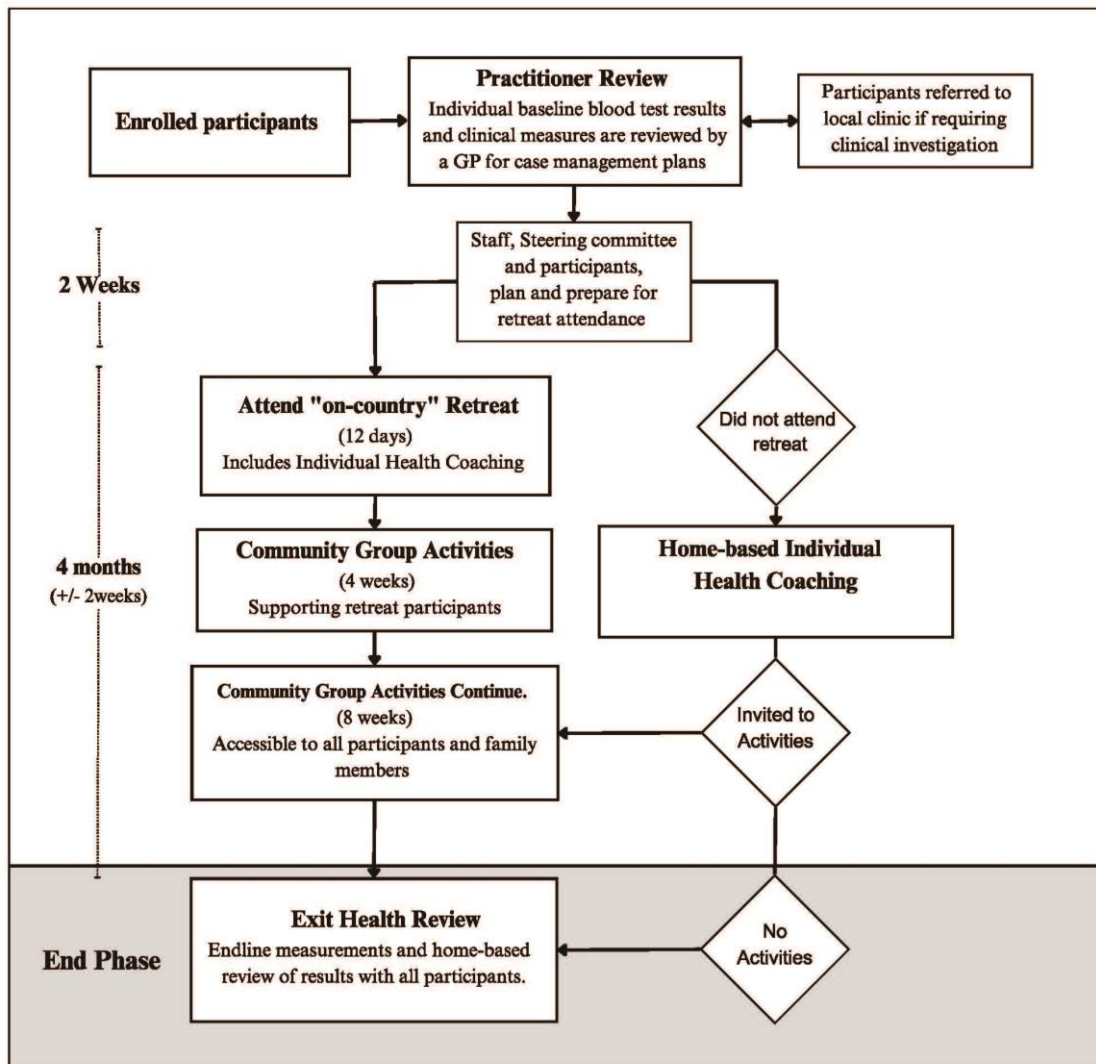 Enrolled participants
Practitioner Review
Individual baseline blood test results
and clinical measures are reviewed by
a GP for case management plans
Participants referred to
local clinic if requiring
clinical investigation
2 Weeks
Staff, Steering committee
and participants,
plan and prepare for
retreat attendance
Attend "on-country" Retreat
(12 days)
Includes Individual Health Coaching
Did not attend
retreat
4 months
(+/- 2weeks)
Community Group Activities
(4 weeks)
Supporting retreat participants
Home-based Individual
Health Coaching
Community Group Activities Continue.
(8 weeks)
Accessible to all participants and family
members
Invited to
Activities
End Phase
Exit Health Review
Endline measurements and home-based
review of results with all participants.
No
Activities